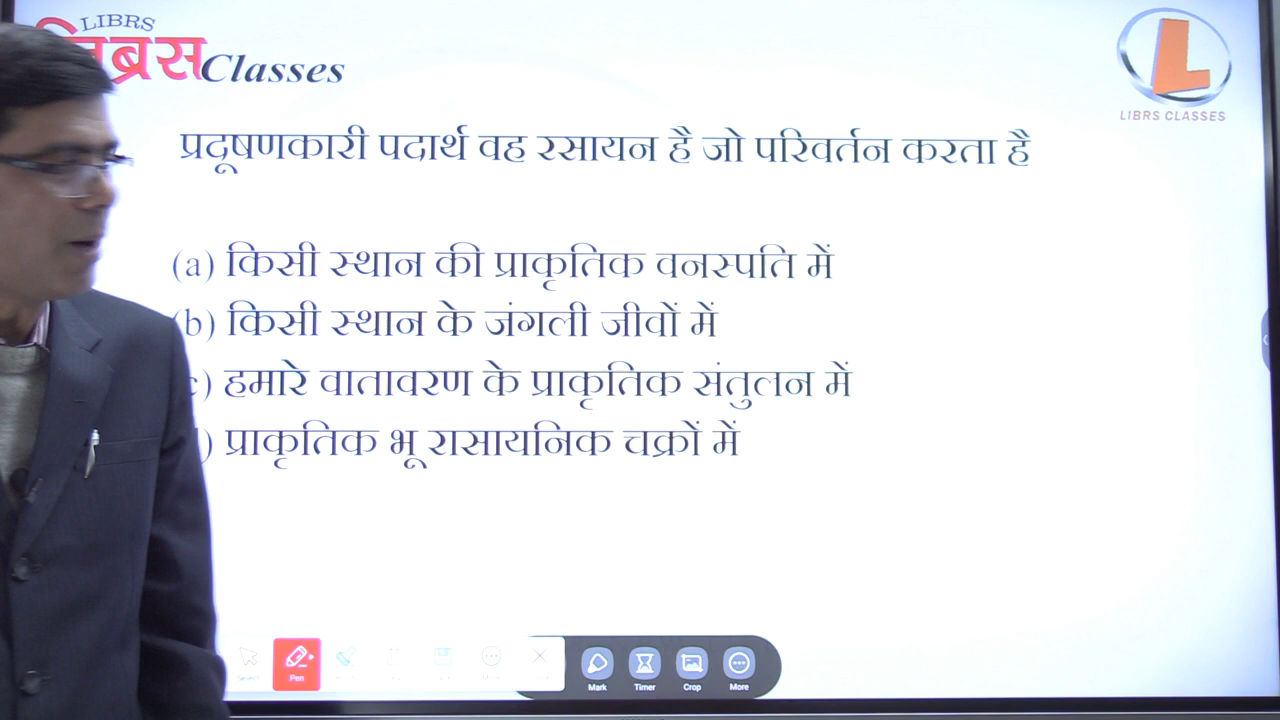 LIBRS
Classes
LIBRS CLASSES
प्रदूषणकारी पदार्थ वह रसायन है जो परिवर्तन करता है
(a) किसी स्थान की प्राकृतिक वनस्पति में
(b) किसी स्थान के जंगली जीवों में
) हमारे वातावरण के प्राकृतिक संतुलन में
) प्राकृतिक भू रासायनिक चक्रों में
Select Pen
Mark Timer Crop More